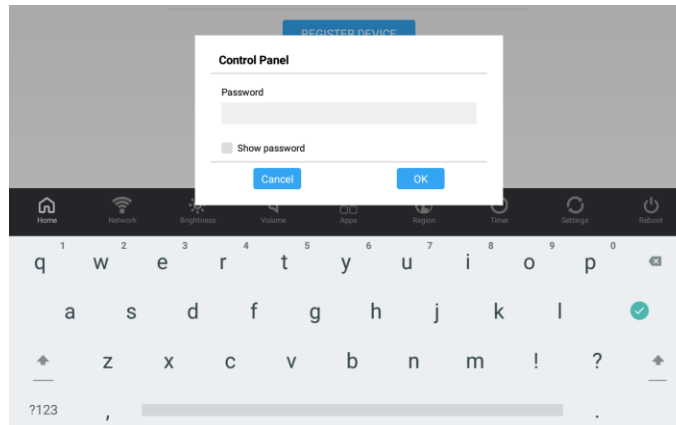 REGISTER DEVICE
Control Panel
Password
Show password
Cancel
OK
Home
Network
Brightness
Volume
Apps
Region
Timer
Settings
Reboot
q 1 w 2 e 3 r 4 t 5 y 6 u 7 i 8 o 9 p 0
a s d f g h j k l
z x c v b n m ! ?
?123 , .